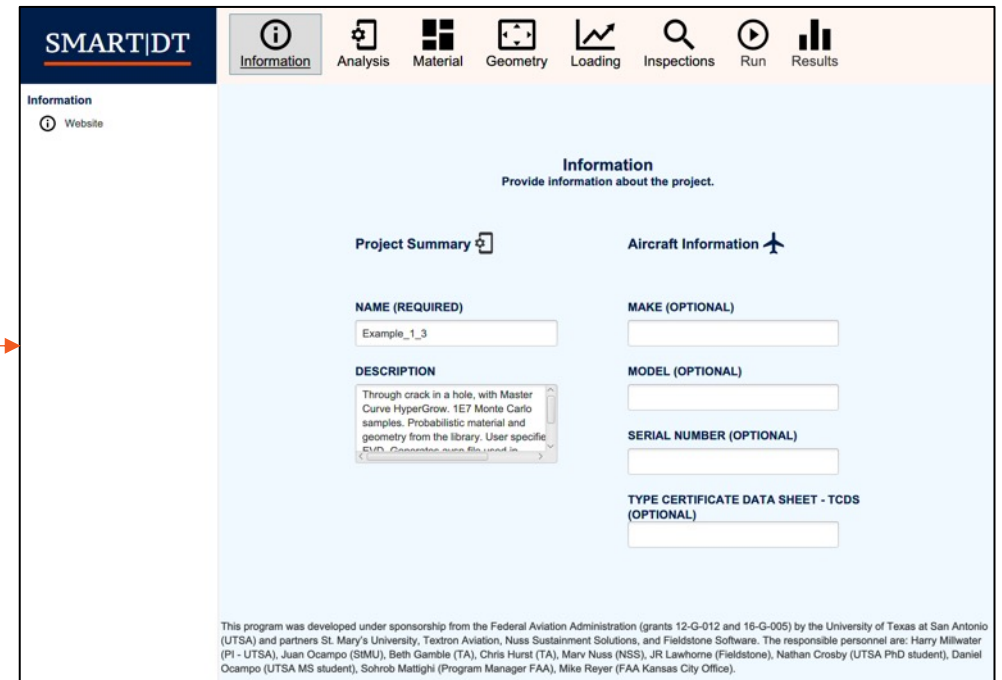 SMART|DT
Information Analysis Material Geometry Loading Inspections Run Results
Information
Website
Information
Provide information about the project.
Project Summary
Aircraft Information
NAME (REQUIRED)
MAKE (OPTIONAL)
Example_1_3
DESCRIPTION
MODEL (OPTIONAL)
Through crack in a hole, with Master
Curve HyperGrow. 1E7 Monte Carlo
samples. Probabilistic material and
geometry from the library. User specifie
EVD. Generates
SERIAL NUMBER (OPTIONAL)
TYPE CERTIFICATE DATA SHEET - TCDS
(OPTIONAL)
This program was developed under sponsorship from the Federal Aviation Administration (grants 12-G-012 and 16-G-005) by the University of Texas at San Antonio
(UTSA) and partners St. Mary's University, Textron Aviation, Nuss Sustainment Solutions, and Fieldstone Software. The responsible personnel are: Harry Millwater
(PI - UTSA), Juan Ocampo (StMU), Beth Gamble (TA), Chris Hurst (TA), Marv Nuss (NSS), JR Lawhorne (Fieldstone), Nathan Crosby (UTSA PhD student), Daniel
Ocampo (UTSA MS student), Sohrob Mattighi (Program Manager FAA), Mike Reyer (FAA Kansas City Office).